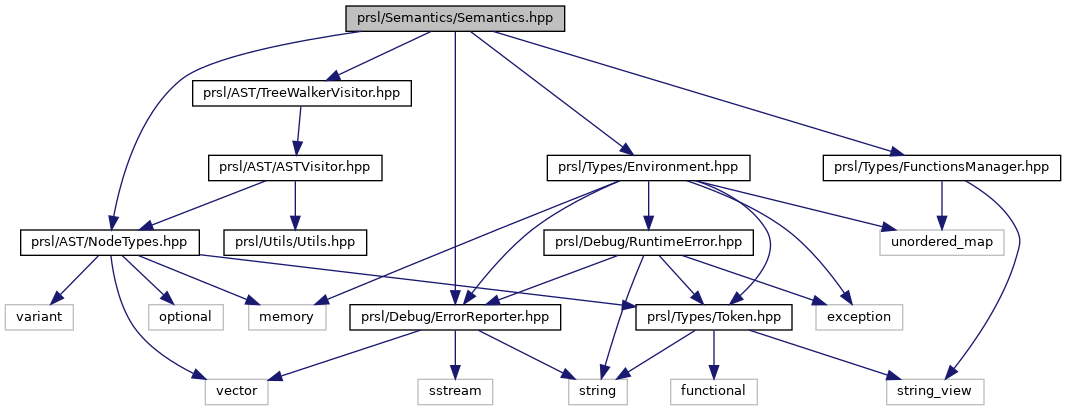 prsl/Semantics/Semantics.hpp
prsl/AST/TreeWalkerVisitor.hpp
prsl/AST/ASTVisitor.hpp
prsl/Types/Environment.hpp
prsl/Types/FunctionsManager.hpp
prsl/AST/NodeTypes.hpp
prsl/Utils/Utils.hpp
prsl/Debug/RuntimeError.hpp
unordered_map
variant
optional
memory
prsl/Debug/ErrorReporter.hpp
prsl/Types/Token.hpp
exception
vector
sstream
string
functional
string_view